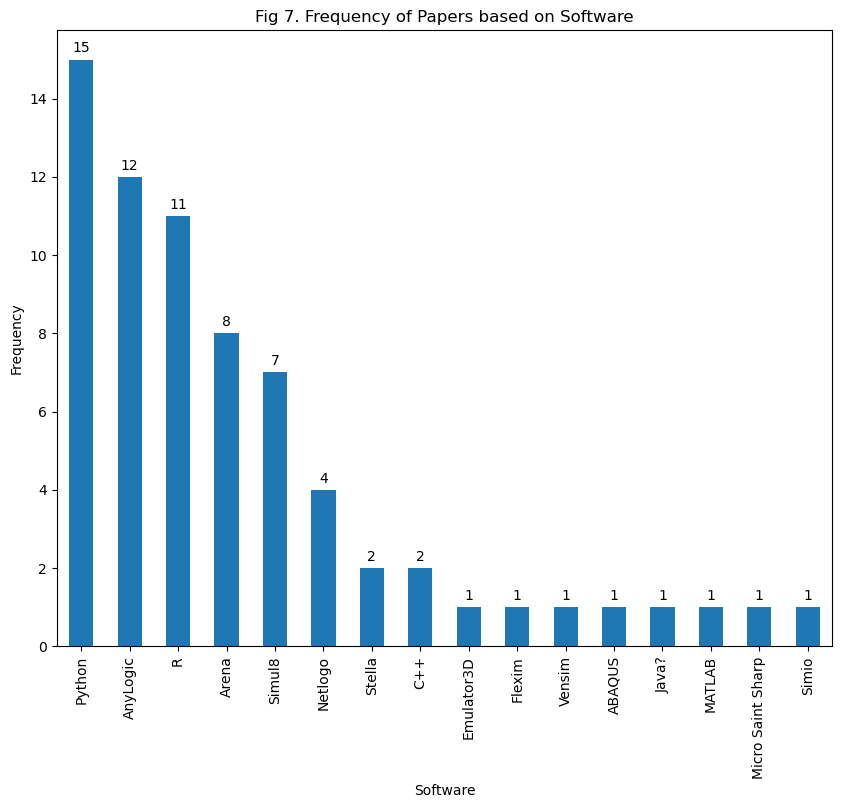 Fig 7. Frequency of Papers based on Software
15
12
11
8
7
4
2
2
1
1
1
1
1
1
1
1
14
12
10
8
6
4
2
0
Frequency
Python
AnyLogic
R
Arena
Simul8
Netlogo
Stella
C++
Emulator3D
Flexim
Vensim
ABAQUS
Java?
MATLAB
Micro Saint Sharp
Simio
Software